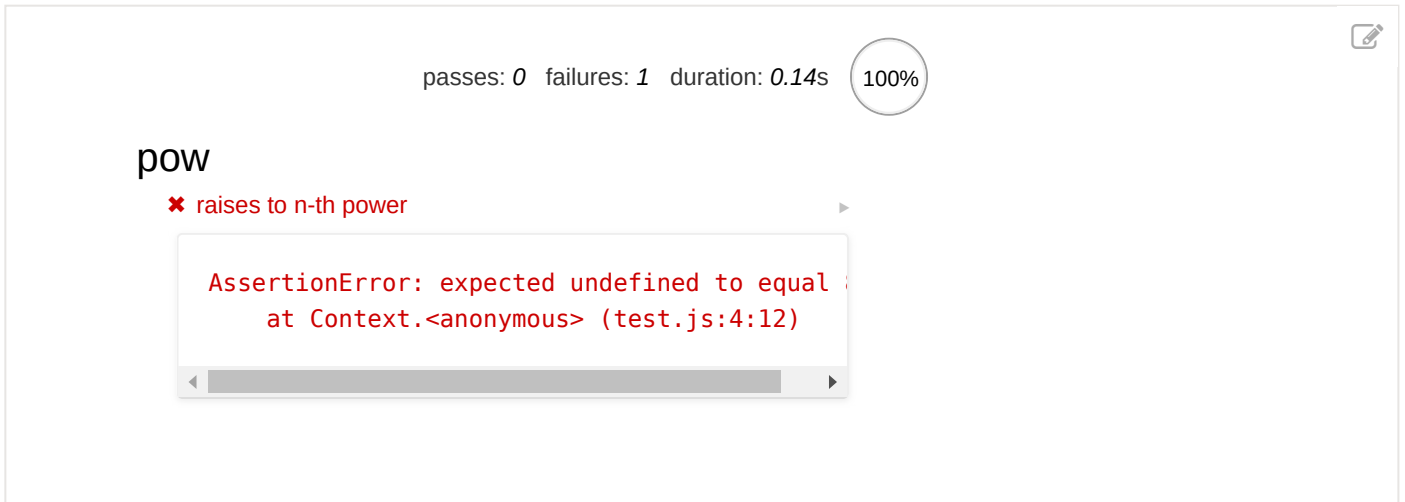 passes: 0 failures: 1 duration: 0.14s 100%
pow
✖ raises to n-th power
AssertionError: expected undefined to equal
at Context.<anonymous> (test.js:4:12)